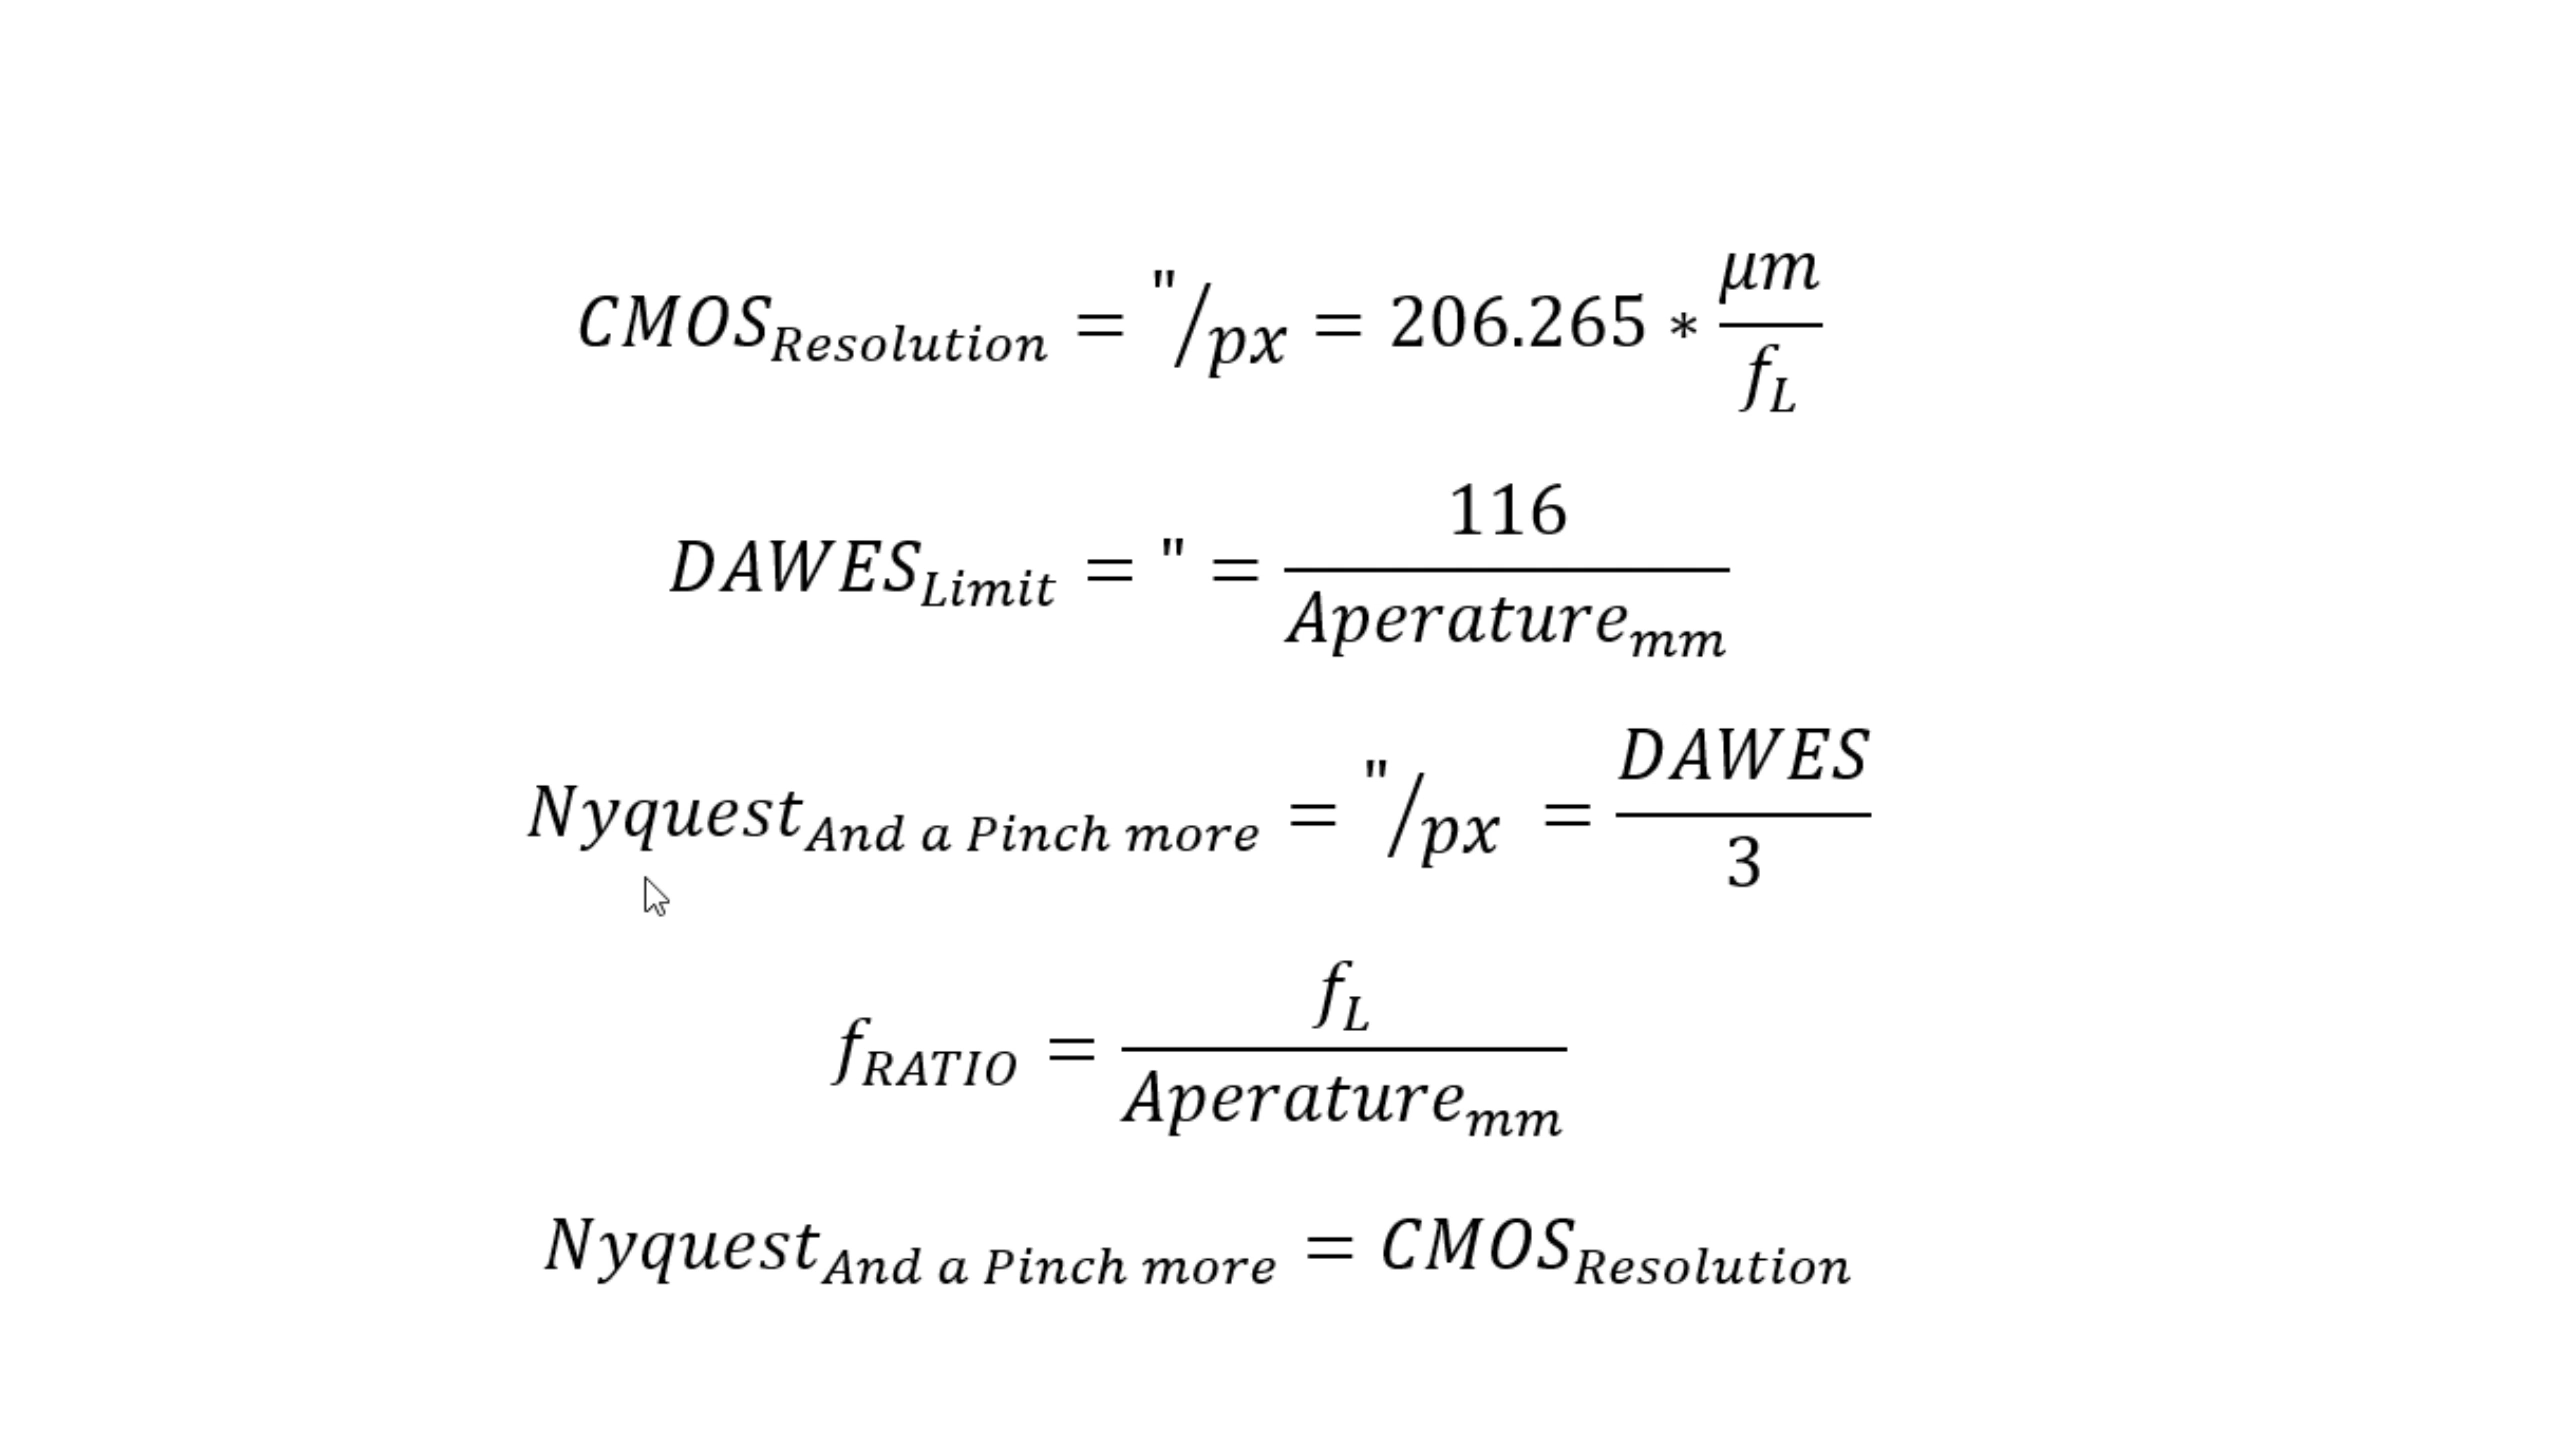 CMOS_Resolution = "/px = 206.265 * μm/f_L
DAWES_Limit = " = 116/Aperature_mm
Nyquest_And a Pinch more = "/px = DAWES/3
f_RATIO = f_L/Aperature_mm
Nyquest_And a Pinch more = CMOS_Resolution